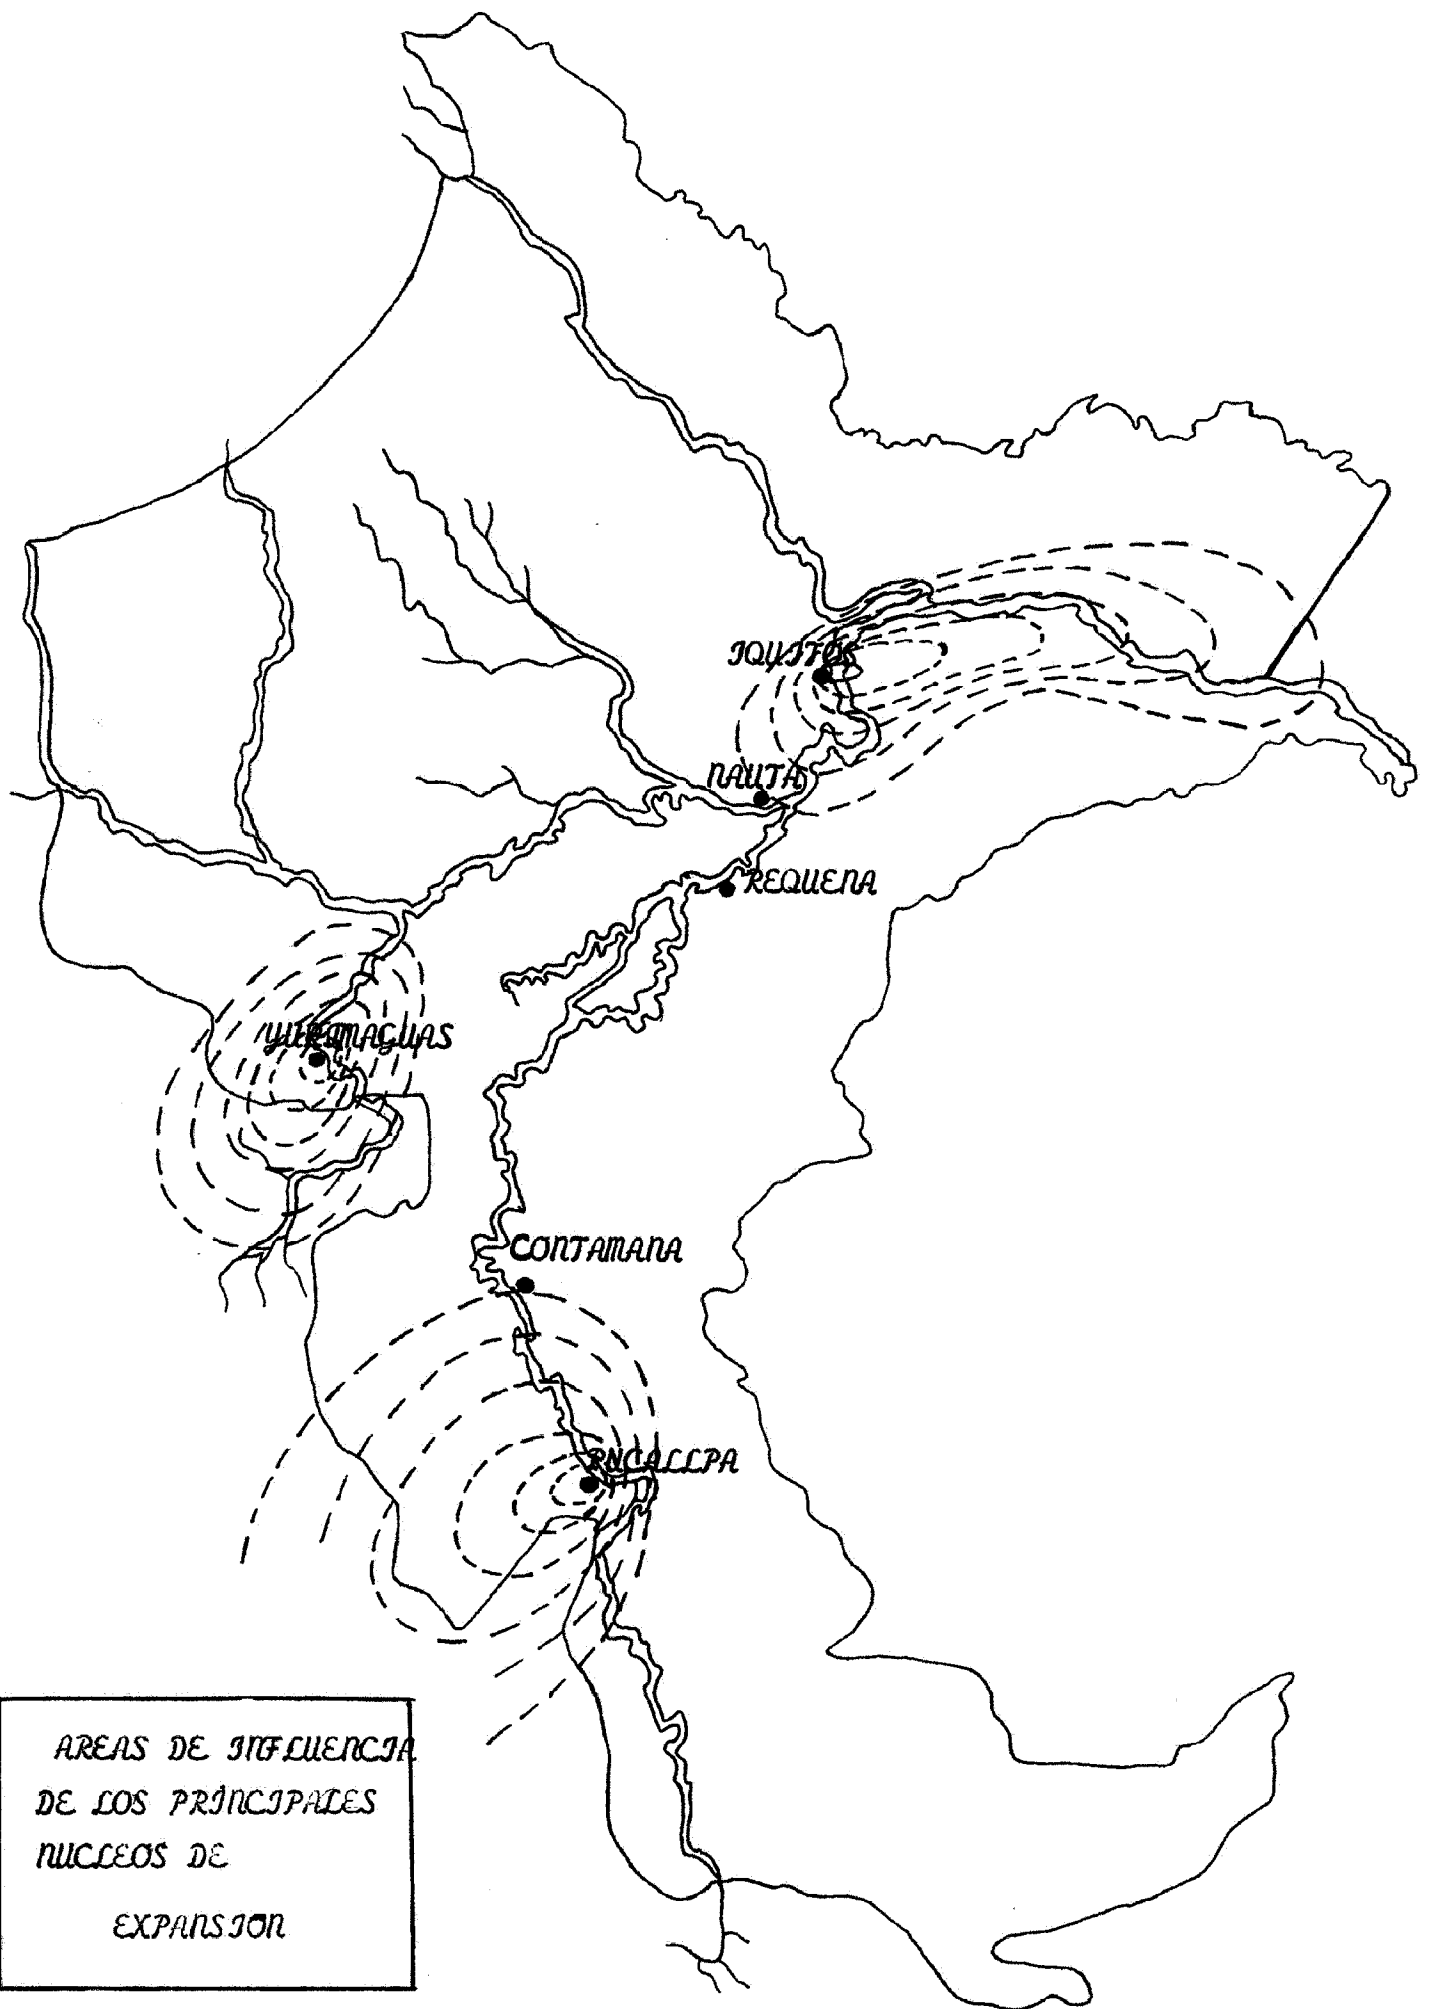 IQUITOS
NAUTA
REQUENA
YURIMAGUAS
CONTAMANA
PUCALLPA
AREAS DE INFLUENCIA
DE LOS PRINCIPALES
NUCLEOS DE
EXPANSION